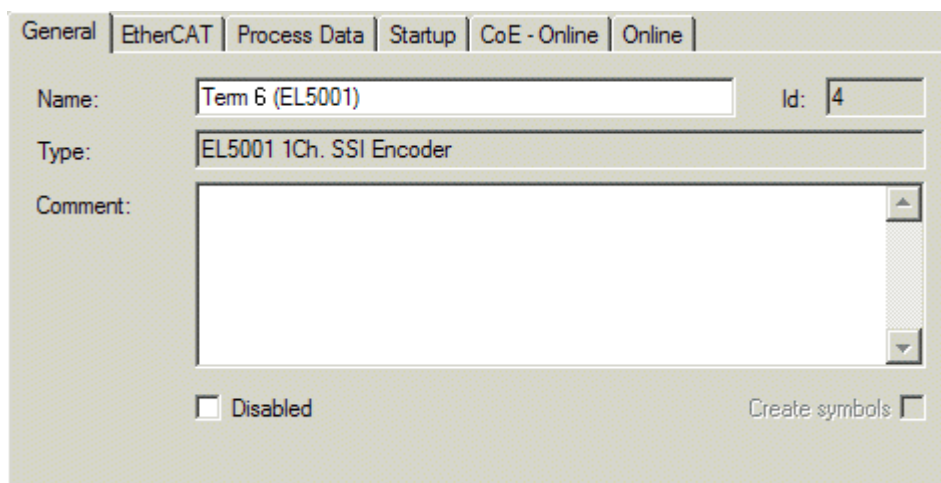 General EtherCAT Process Data Startup CoE - Online Online
Name: Term 6 (EL5001) Id: 4
Type: EL5001 1Ch. SSI Encoder
Comment:
Disabled Create symbols